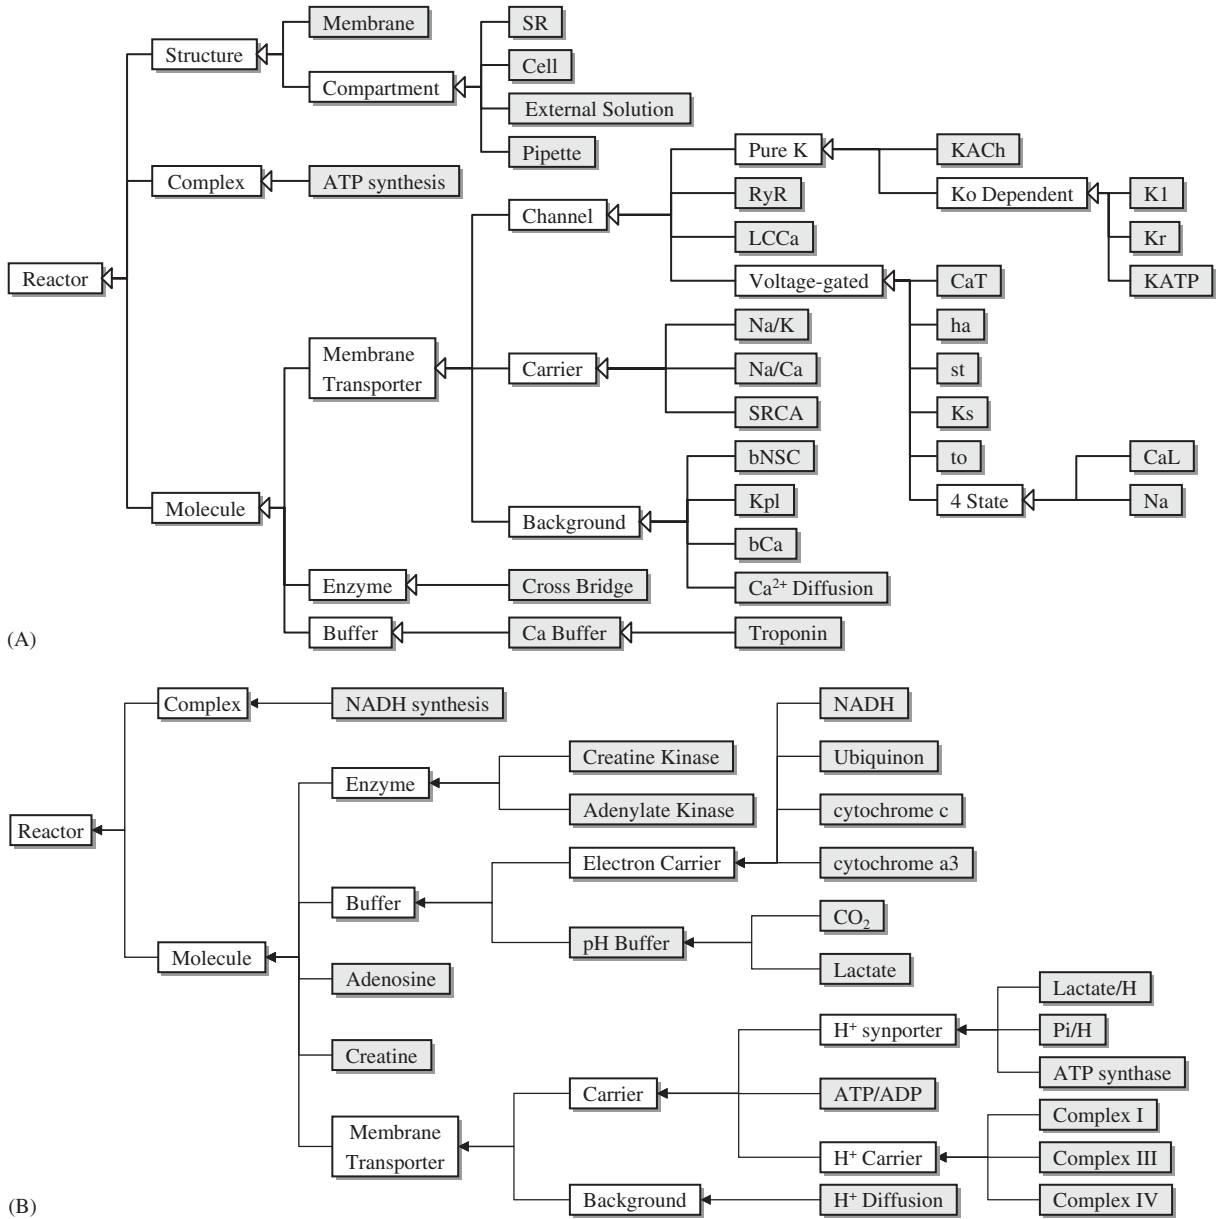 Membrane
SR
Structure
Cell
Compartment
External Solution
Pipette
Pure K
KACh
Complex
ATP synthesis
RyR
Ko Dependent
K1
Channel
LCCa
Kr
Reactor
Voltage-gated
CaT
KATP
Na/K
ha
Membrane
Transporter
Carrier
Na/Ca
st
SRCA
Ks
bNSC
to
CaL
Molecule
Kpl
4 State
Na
Background
bCa
Enzyme
Cross Bridge
Ca²⁺ Diffusion
Buffer
Ca Buffer
Troponin
(A)
Complex
NADH synthesis
NADH
Creatine Kinase
Ubiquinon
Enzyme
Adenylate Kinase
cytochrome c
Reactor
Electron Carrier
cytochrome a3
Buffer
CO₂
pH Buffer
Molecule
Lactate
Adenosine
Lactate/H
H⁺ synporter
Pi/H
Creatine
ATP synthase
Carrier
ATP/ADP
Complex I
Membrane
Transporter
H⁺ Carrier
Complex III
Background
H⁺ Diffusion
Complex IV
(B)